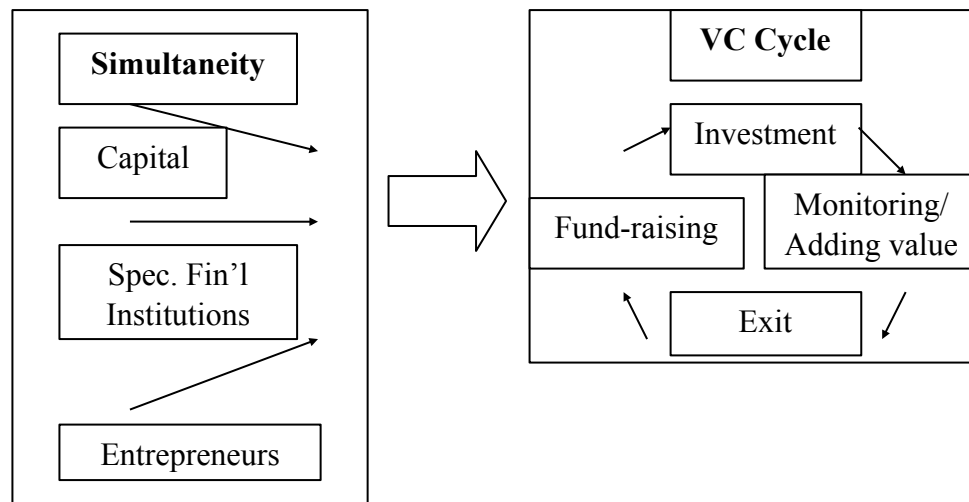 Simultaneity
Capital
Spec. Fin’l
Institutions
Entrepreneurs
VC Cycle
Investment
Monitoring/
Adding value
Fund-raising
Exit